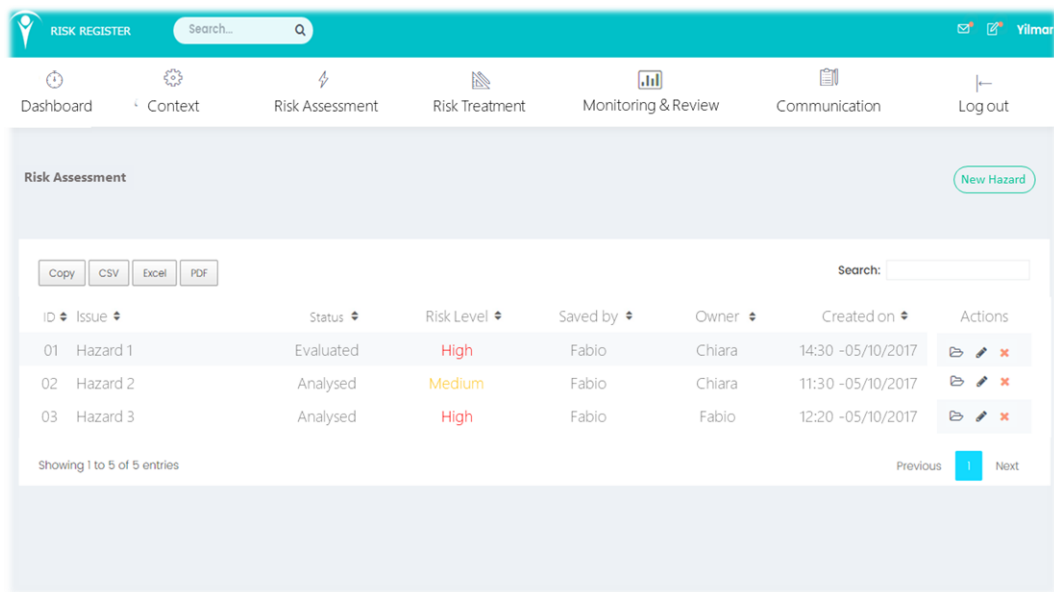 RISK REGISTER Search... Yilmar
Dashboard Context Risk Assessment Risk Treatment Monitoring & Review Communication Log out
Risk Assessment New Hazard
Copy CSV Excel PDF Search:
ID Issue Status Risk Level Saved by Owner Created on Actions
01 Hazard 1 Evaluated High Fabio Chiara 14:30 -05/10/2017
02 Hazard 2 Analysed Medium Fabio Chiara 11:30 -05/10/2017
03 Hazard 3 Analysed High Fabio Fabio 12:20 -05/10/2017
Showing 1 to 5 of 5 entries Previous 1 Next